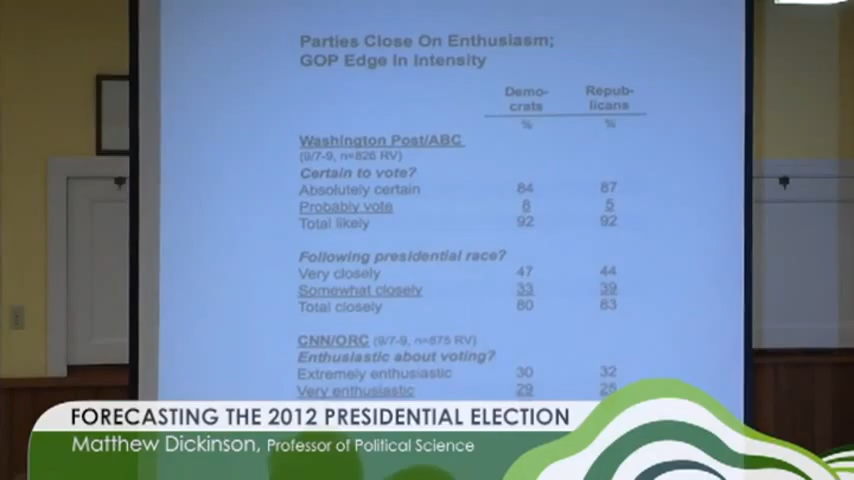 Parties Close On Enthusiasm;
GOP Edge In Intensity
Demo- Repub-
crats licans
% %
Washington Post/ABC
(9/7-9, n=826 RV)
Certain to vote?
Absolutely certain 84 87
Probably vote 8 5
Total likely 92 92
Following presidential race?
Very closely 47 44
Somewhat closely 33 39
Total closely 80 83
CNN/ORC (9/7-9, n=875 RV)
Enthusiastic about voting?
Extremely enthusiastic 30 32
Very enthusiastic 29
FORECASTING THE 2012 PRESIDENTIAL ELECTION
Matthew Dickinson, Professor of Political Science